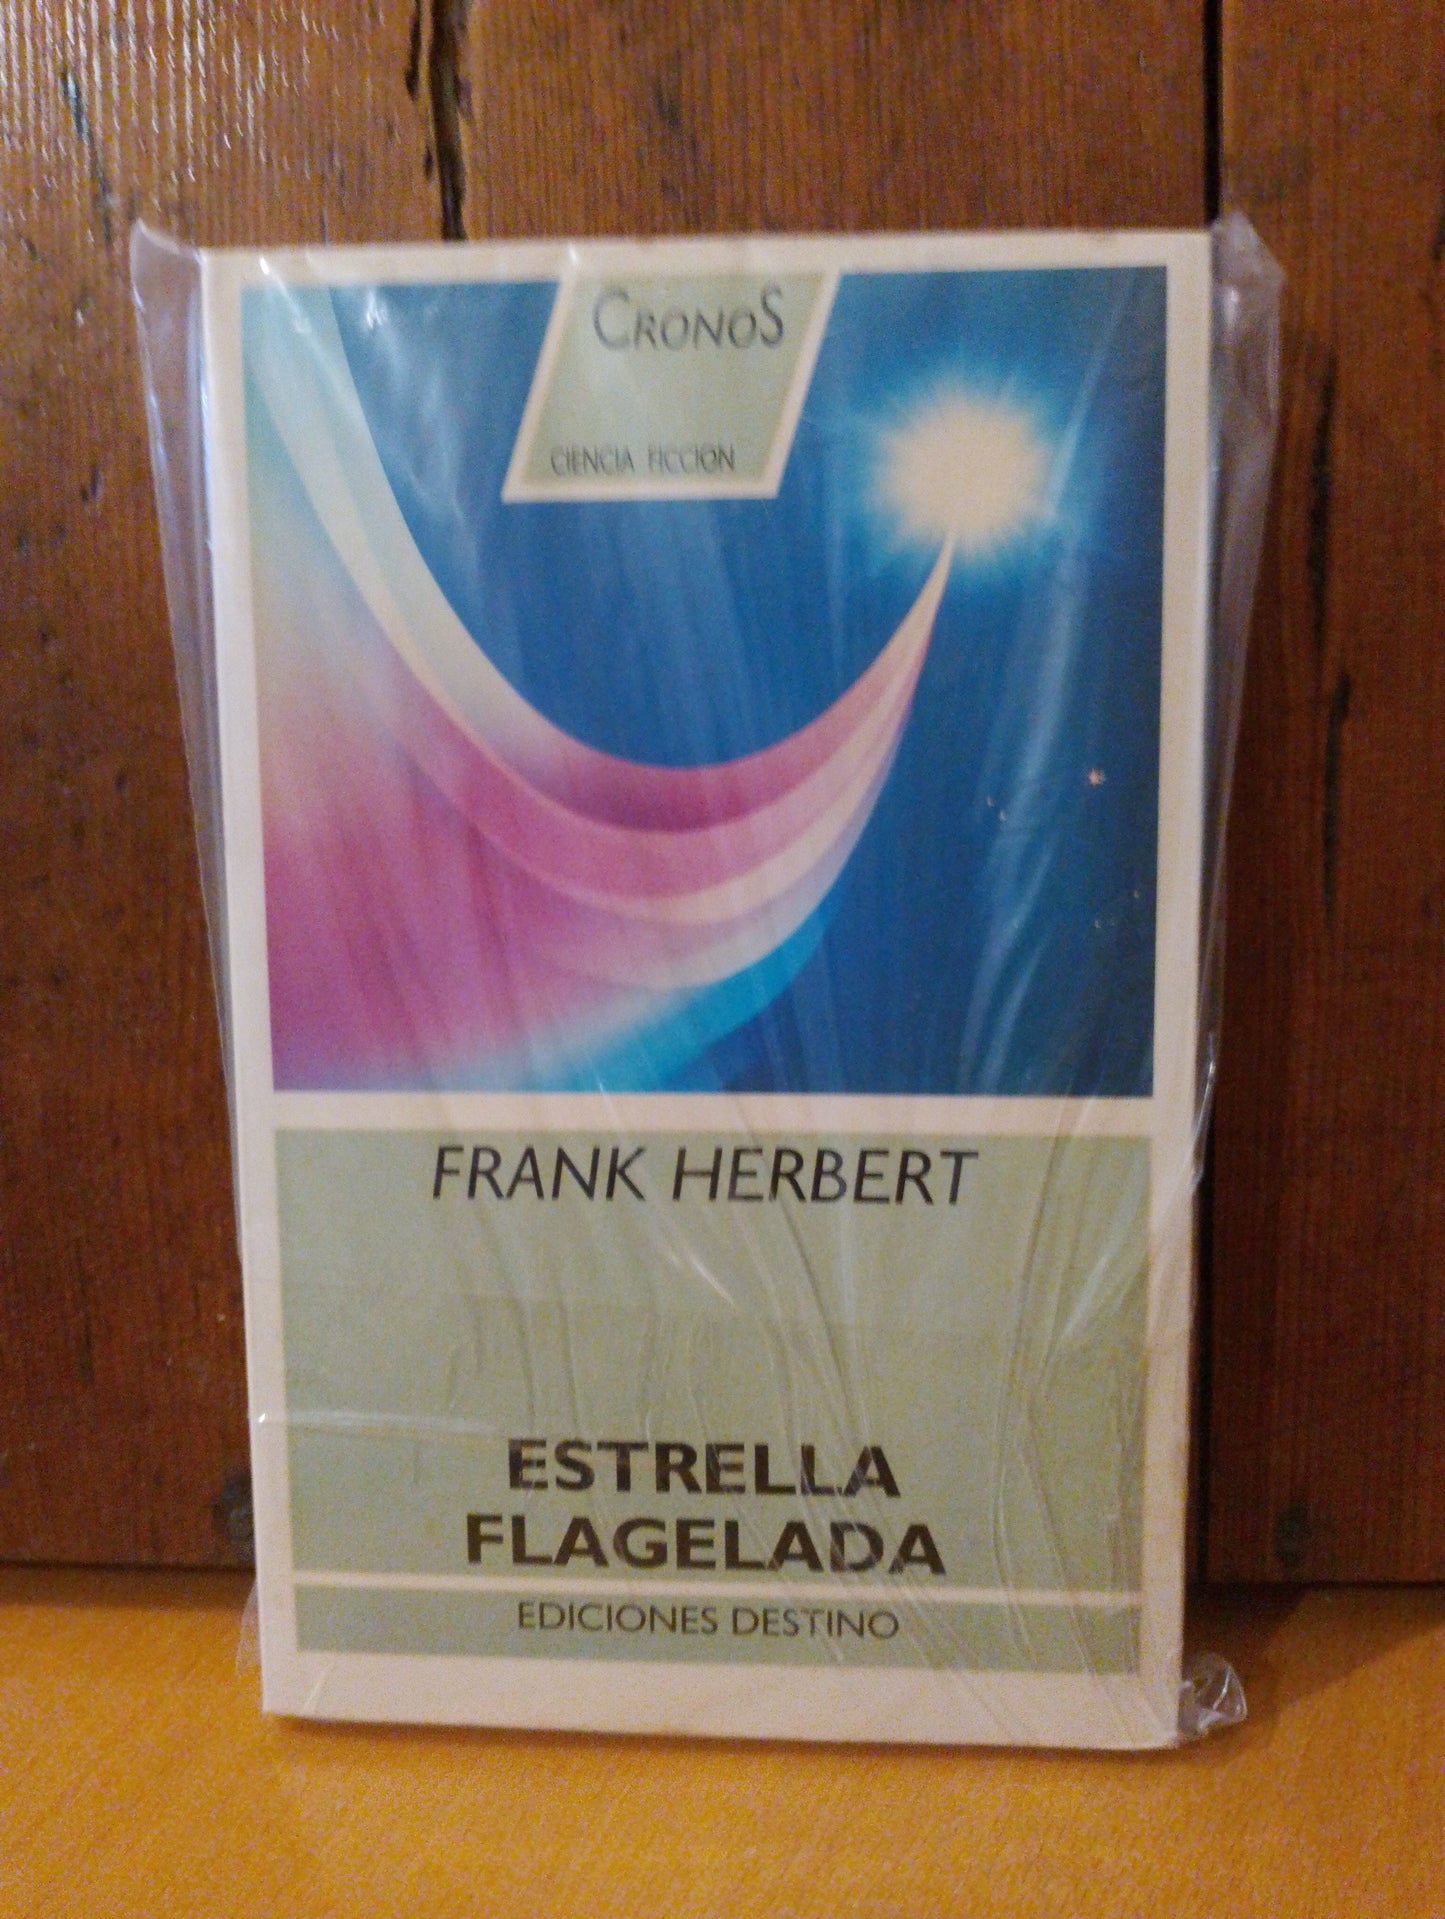 CRONOS
CIENCIA FICCION
FRANK HERBERT
ESTRELLA
FLAGELADA
EDICIONES DESTINO